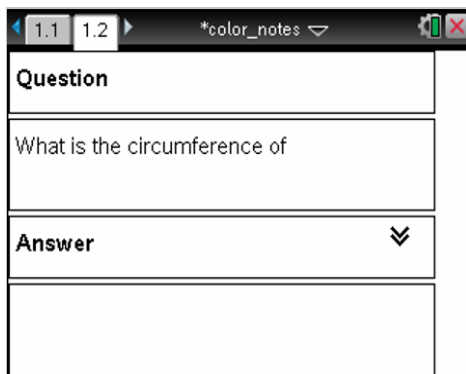 1.1 1.2 *color_notes
Question
What is the circumference of
Answer